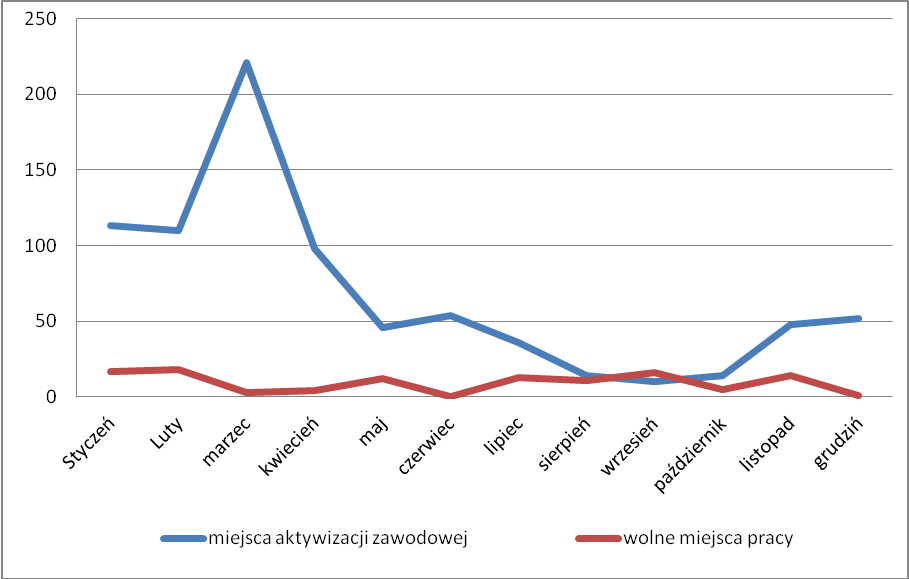 250
200
150
100
50
0
Styczeń
Luty
marzec
kwiecień
maj
czerwiec
lipiec
sierpień
wrzesień
październik
listopad
grudziń
miejsca aktywizacji zawodowej
wolne miejsca pracy